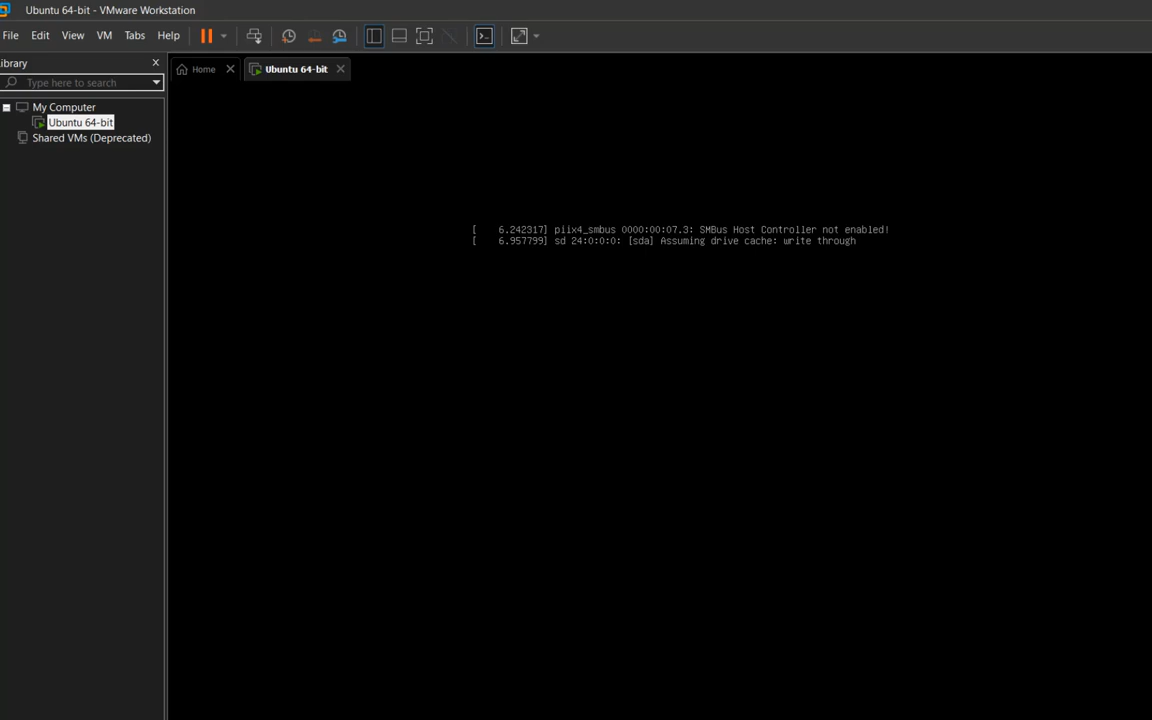 Ubuntu 64-bit - VMware Workstation
File Edit View VM Tabs Help
Library
Type here to search
My Computer
Ubuntu 64-bit
Shared VMs (Deprecated)
Home
Ubuntu 64-bit
[    6.242317] piix4_smbus 0000:00:07.3: SMBus Host Controller not enabled!
[    6.957799] sd 24:0:0:0: [sda] Assuming drive cache: write through